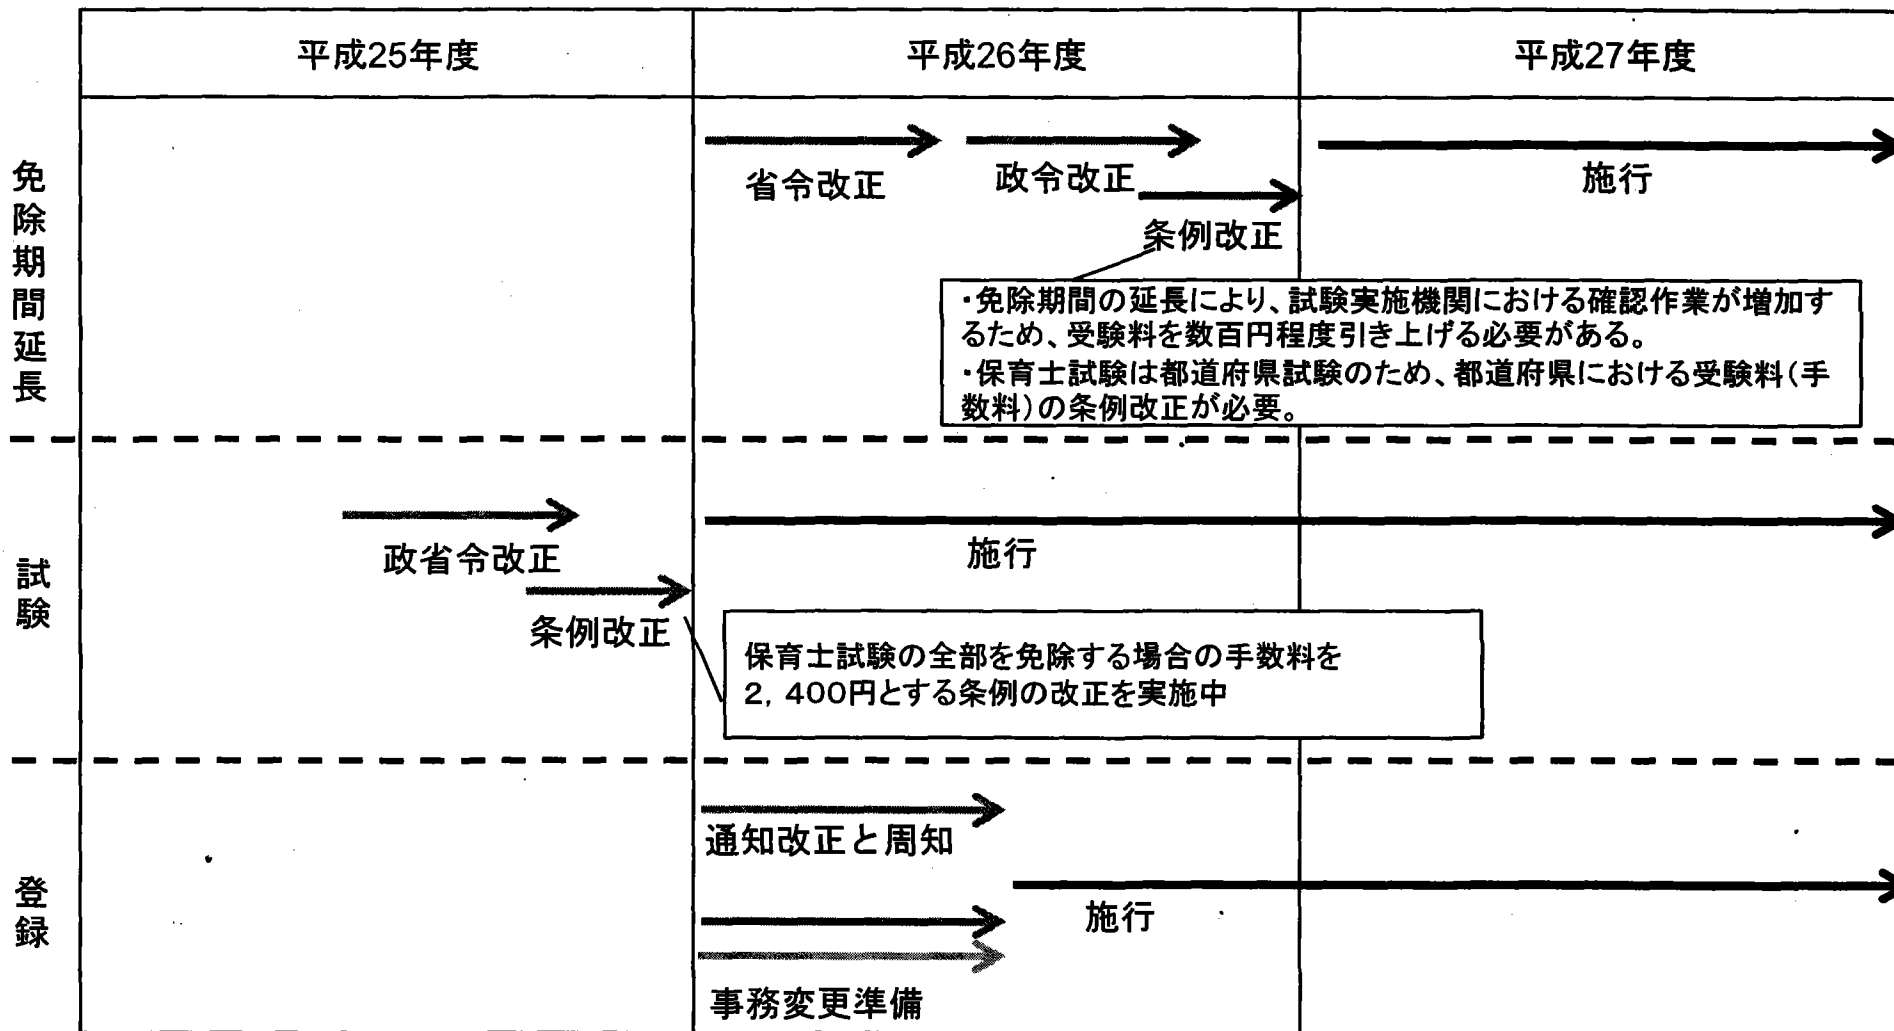 平成25年度
平成26年度
平成27年度
免除期間延長
省令改正
政令改正
施行
条例改正
・免除期間の延長により、試験実施機関における確認作業が増加す
るため、受験料を数百円程度引き上げる必要がある。
・保育士試験は都道府県試験のため、都道府県における受験料(手
数料)の条例改正が必要。
試験
政省令改正
施行
条例改正
保育士試験の全部を免除する場合の手数料を
2,400円とする条例の改正を実施中
登録
通知改正と周知
施行
事務変更準備